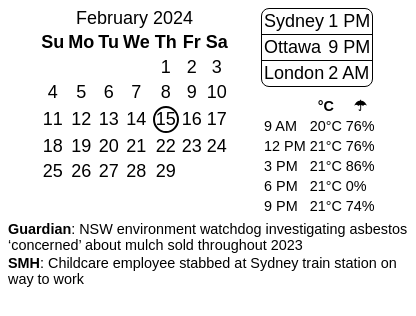 February 2024
Su Mo Tu We Th Fr Sa
1 2 3
4 5 6 7 8 9 10
11 12 13 14 15 16 17
18 19 20 21 22 23 24
25 26 27 28 29
Sydney 1 PM
Ottawa 9 PM
London 2 AM
°C ☂
9 AM 20°C 76%
12 PM 21°C 76%
3 PM 21°C 86%
6 PM 21°C 0%
9 PM 21°C 74%
Guardian: NSW environment watchdog investigating asbestos
‘concerned’ about mulch sold throughout 2023
SMH: Childcare employee stabbed at Sydney train station on
way to work